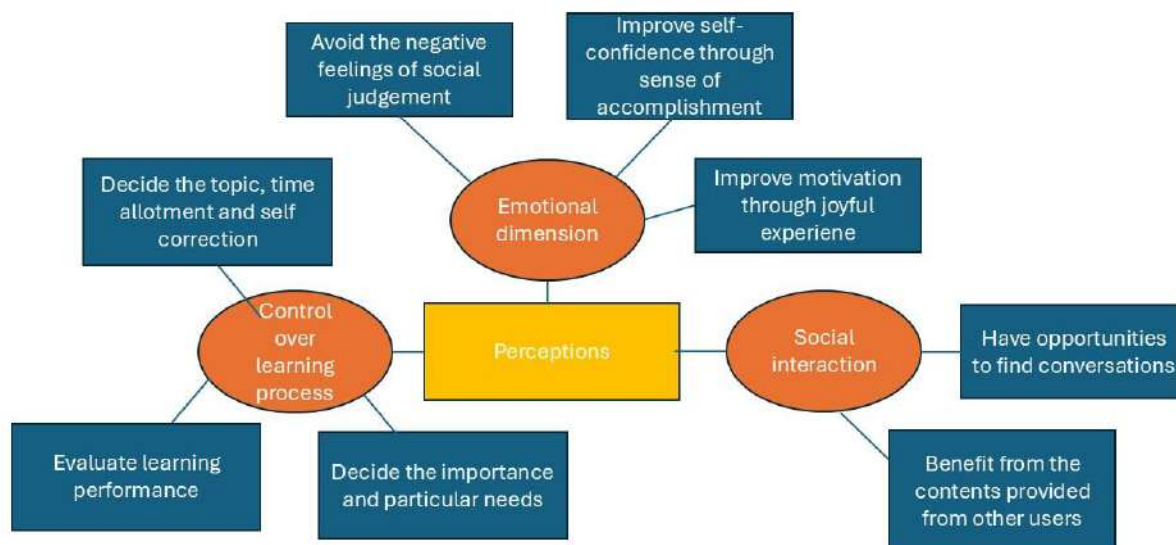 Avoid the negative
feelings of social
judgement
Improve self-
confidence through
sense of
accomplishment
Decide the topic, time
allotment and self
correction
Emotional
dimension
Improve motivation
through joyful
experiene
Control
over
learning
process
Perceptions
Social
interaction
Have opportunities
to find conversations
Evaluate learning
performance
Decide the importance
and particular needs
Benefit from the
contents provided
from other users